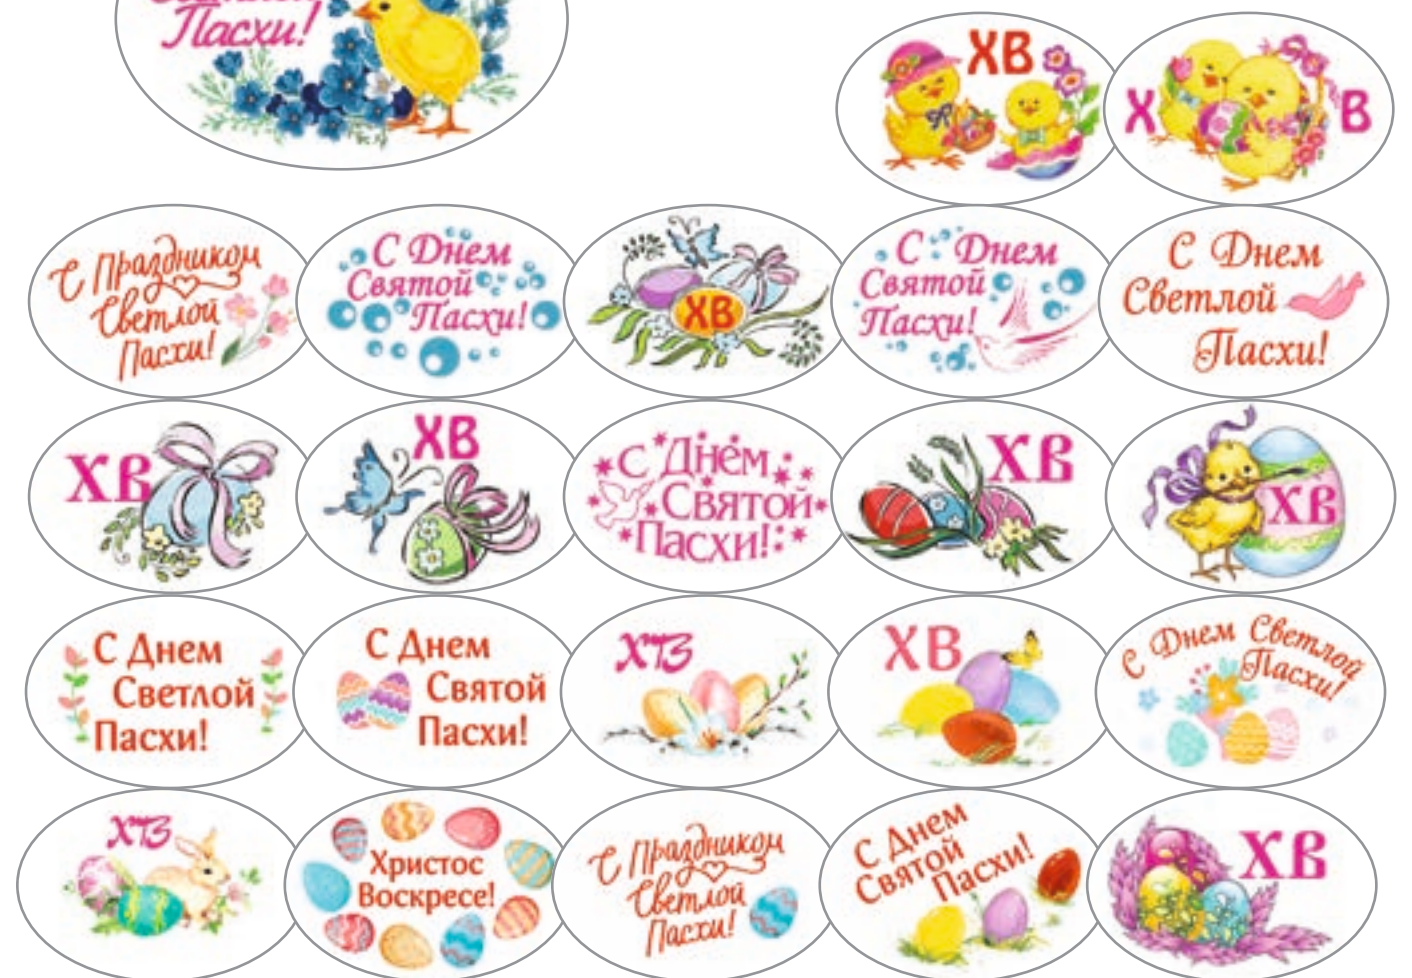 Пасхи!
ХВ
Х В
С Праздником
Светлой
Пасхи!
С Днем
Святой
Пасхи!
ХВ
С Днем
Святой
Пасхи!
С Днем
Светлой
Пасхи!
ХВ
ХВ
С Днём
Святой
Пасхи!
ХВ
ХВ
С Днем
Светлой
Пасхи!
С Днем
Святой
Пасхи!
ХВ
ХВ
С Днем Светлой
Пасхи!
ХВ
Христос
Воскресе!
С Праздником
Светлой
Пасхи!
С Днем
Святой
Пасхи!
ХВ